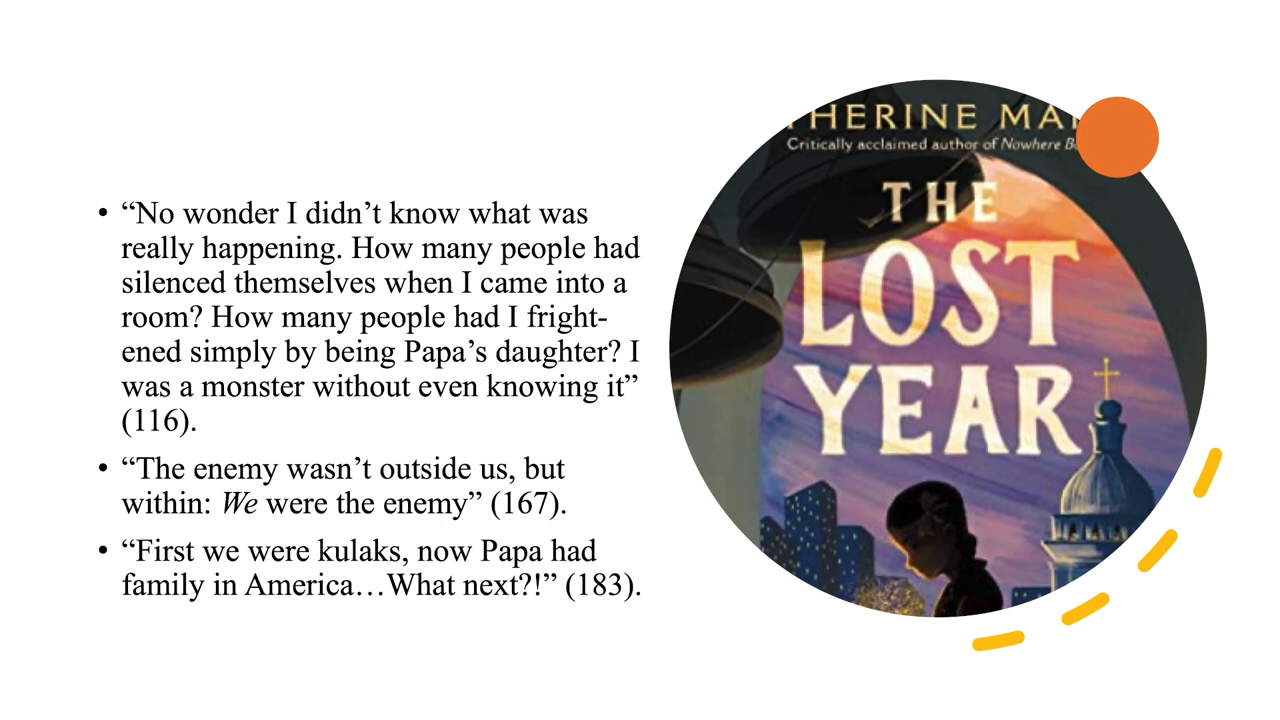 • “No wonder I didn’t know what was
really happening. How many people had
silenced themselves when I came into a
room? How many people had I fright-
ened simply by being Papa’s daughter? I
was a monster without even knowing it”
(116).
• “The enemy wasn’t outside us, but
within: We were the enemy” (167).
• “First we were kulaks, now Papa had
family in America…What next?!” (183).
THERINE MA
Critically acclaimed author of Nowhere B
THE
LOST
YEAR